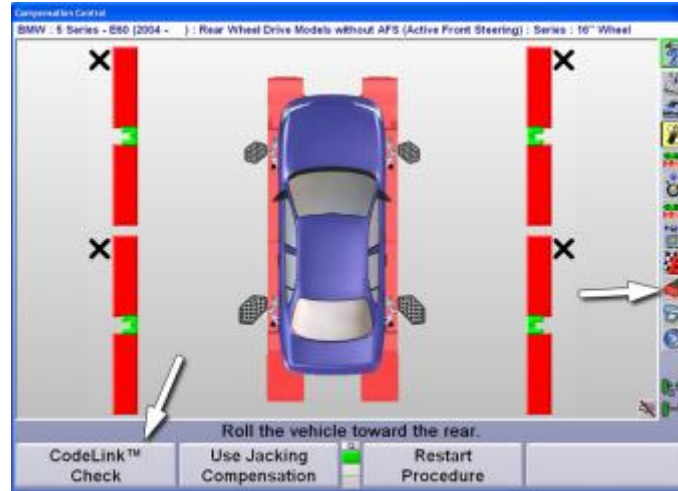 Compensation Control
BMW : 5 Series - E60 (2004 -      ) : Rear Wheel Drive Models without AFS (Active Front Steering) : Series : 16" Wheel
Roll the vehicle toward the rear.
CodeLink™
Check
Use Jacking
Compensation
Restart
Procedure